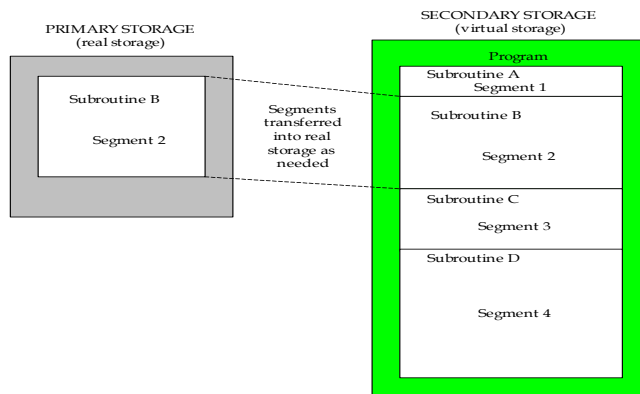 PRIMARY STORAGE
(real storage)
Subroutine B
Segment 2
Segments
transferred
into real
storage as
needed
SECONDARY STORAGE
(virtual storage)
Program
Subroutine A
Segment 1
Subroutine B
Segment 2
Subroutine C
Segment 3
Subroutine D
Segment 4